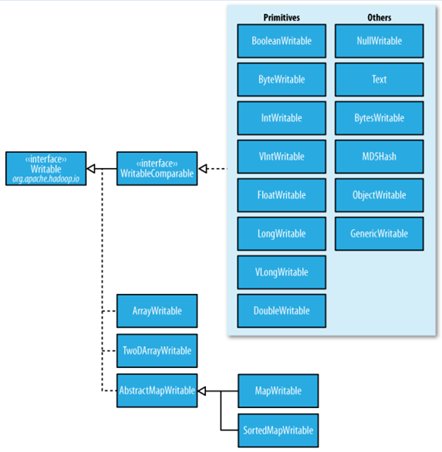 Primitives
Others
BooleanWritable
NullWritable
ByteWritable
Text
IntWritable
BytesWritable
VIntWritable
MD5Hash
FloatWritable
ObjectWritable
LongWritable
GenericWritable
VLongWritable
DoubleWritable
«interface»
Writable
org.apache.hadoop.io
«interface»
WritableComparable
ArrayWritable
TwoDArrayWritable
AbstractMapWritable
MapWritable
SortedMapWritable